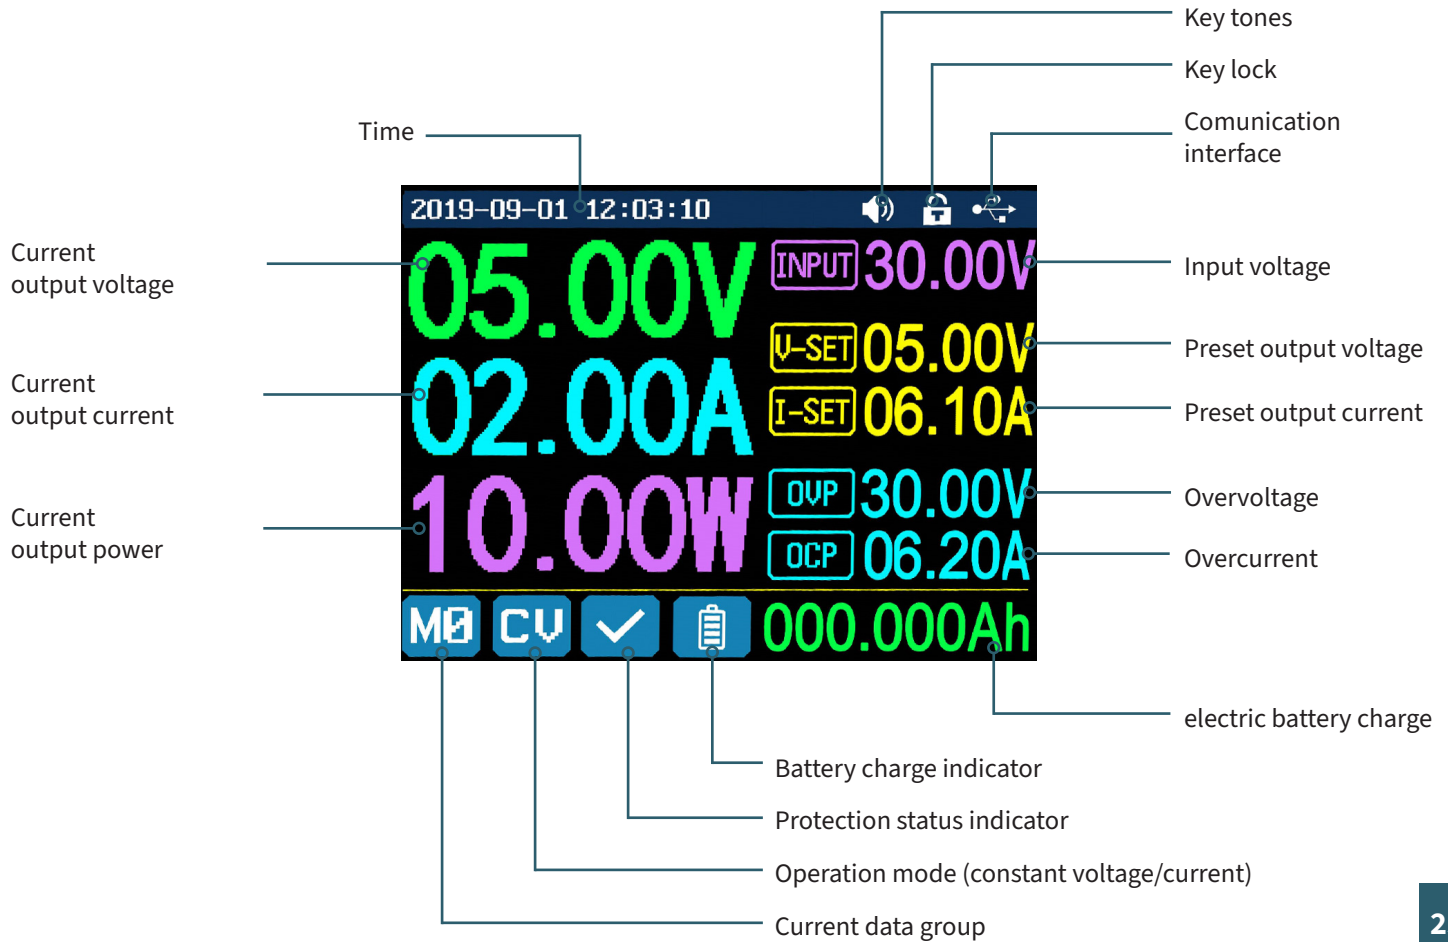 Key tones
Key lock
Comunication
interface
Time
2019-09-01 12:03:10
Current
output voltage
05.00V
INPUT 30.00V
Input voltage
V-SET 05.00V
Preset output voltage
Current
output current
02.00A
I-SET 06.10A
Preset output current
Current
output power
10.00W
OVP 30.00V
Overvoltage
OCP 06.20A
Overcurrent
M0 CV 000.000Ah
electric battery charge
Battery charge indicator
Protection status indicator
Operation mode (constant voltage/current)
Current data group
2